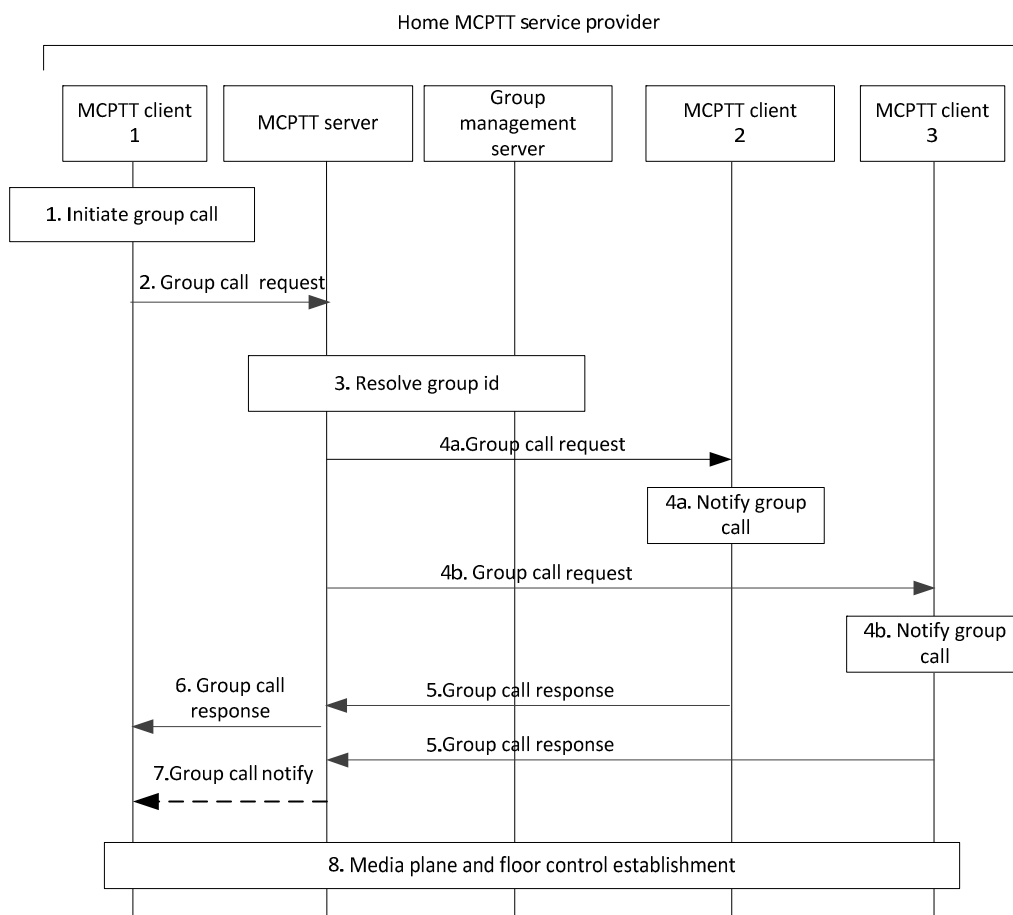 Home MCPTT service provider
MCPTT client
1
MCPTT server
Group
management
server
MCPTT client
2
MCPTT client
3
1. Initiate group call
2. Group call request
3. Resolve group id
4a.Group call request
4a. Notify group
call
4b. Group call request
4b. Notify group
call
6. Group call
response
5.Group call response
5.Group call response
7.Group call notify
8. Media plane and floor control establishment